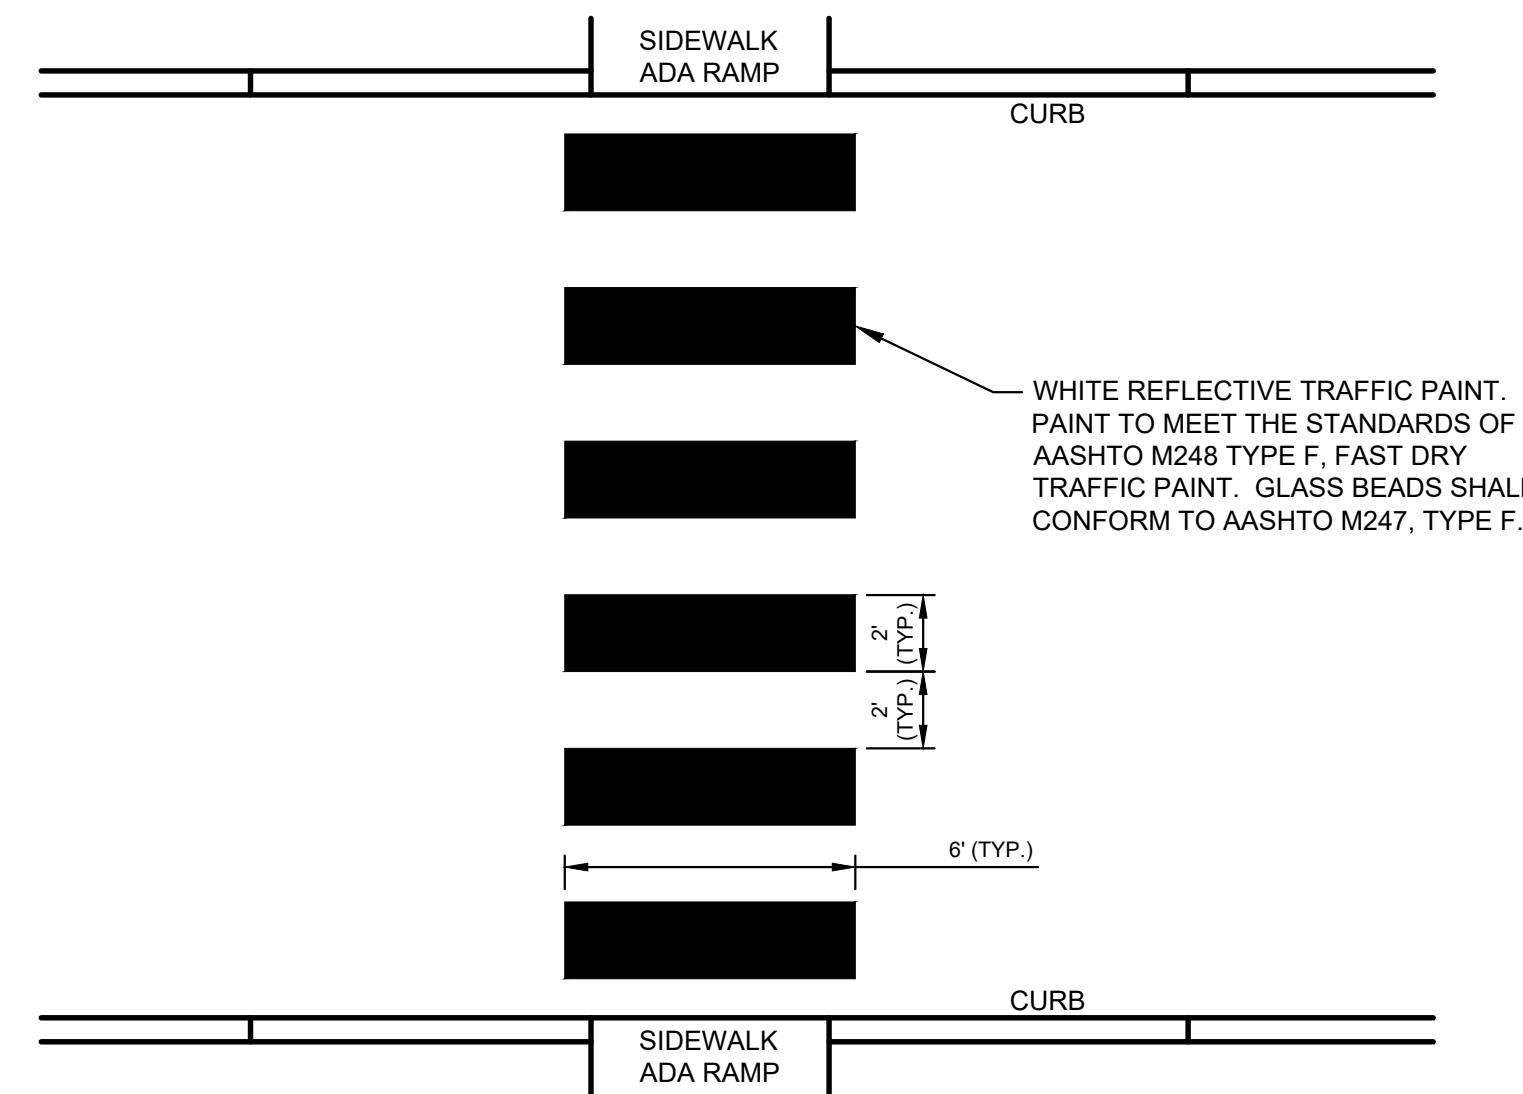 SIDEWALK
ADA RAMP
CURB
WHITE REFLECTIVE TRAFFIC PAINT.
PAINT TO MEET THE STANDARDS OF
AASHTO M248 TYPE F, FAST DRY
TRAFFIC PAINT.  GLASS BEADS SHALL
CONFORM TO AASHTO M247, TYPE F.
2'
(TYP.)
2'
(TYP.)
6' (TYP.)
CURB
SIDEWALK
ADA RAMP